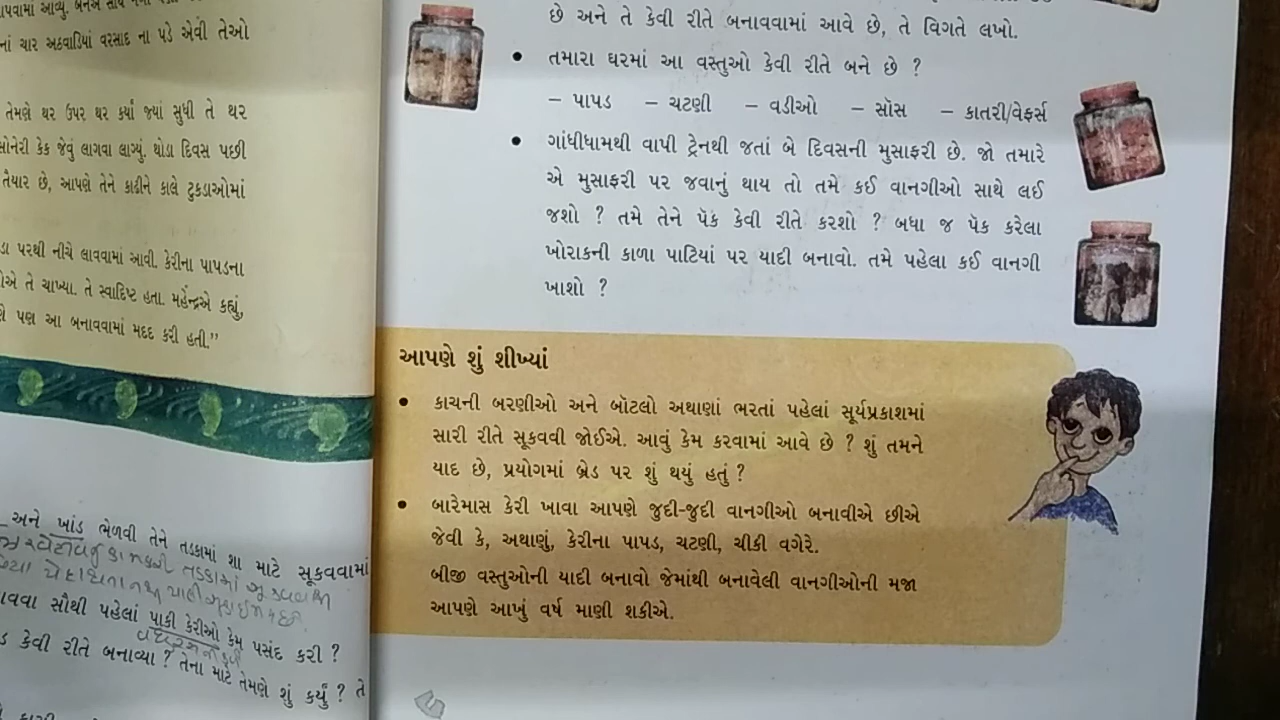 આવ્યું.
ચાર અઠવાડિયાં વરસાદ ના પડે એવી તેઓ
તેમણે થર ઉપર થર કર્યાં જ્યાં સુધી તે થર
સોનેરી કેક જેવું લાગવા લાગ્યું. થોડા દિવસ પછી
તૈયાર છે, આપણે તેને કાઢીને કાલે ટુકડાઓમાં
પરથી નીચે લાવવામાં આવી. કેરીના પાપડના
તે ચાખ્યા. તે સ્વાદિષ્ટ હતા. મહેન્દ્રએ કહ્યું,
પણ આ બનાવવામાં મદદ કરી હતી.”
અને ખાંડ ભેળવી તેને તડકામાં શા માટે સૂકવવામાં
સૌથી પહેલાં પાકી કેરીઓ કેમ પસંદ કરી ?
કેવી રીતે બનાવ્યા ? તેના માટે તેમણે શું કર્યું ? તે
છે અને તે કેવી રીતે બનાવવામાં આવે છે, તે વિગતે લખો.
• તમારા ઘરમાં આ વસ્તુઓ કેવી રીતે બને છે ?
– પાપડ – ચટણી – વડીઓ – સૉસ – કાતરી/વેફર્સ
• ગાંધીધામથી વાપી ટ્રેનથી જતાં બે દિવસની મુસાફરી છે. જો તમારે
એ મુસાફરી પર જવાનું થાય તો તમે કઈ વાનગીઓ સાથે લઈ
જશો ? તમે તેને પૅક કેવી રીતે કરશો ? બધા જ પૅક કરેલા
ખોરાકની કાળા પાટિયાં પર યાદી બનાવો. તમે પહેલા કઈ વાનગી
ખાશો ?
આપણે શું શીખ્યાં
• કાચની બરણીઓ અને બૉટલો અથાણાં ભરતાં પહેલાં સૂર્યપ્રકાશમાં
સારી રીતે સૂકવવી જોઈએ. આવું કેમ કરવામાં આવે છે ? શું તમને
યાદ છે, પ્રયોગમાં બ્રેડ પર શું થયું હતું ?
• બારેમાસ કેરી ખાવા આપણે જુદી-જુદી વાનગીઓ બનાવીએ છીએ
જેવી કે, અથાણું, કેરીના પાપડ, ચટણી, ચીકી વગેરે.
બીજી વસ્તુઓની યાદી બનાવો જેમાંથી બનાવેલી વાનગીઓની મજા
આપણે આખું વર્ષ માણી શકીએ.